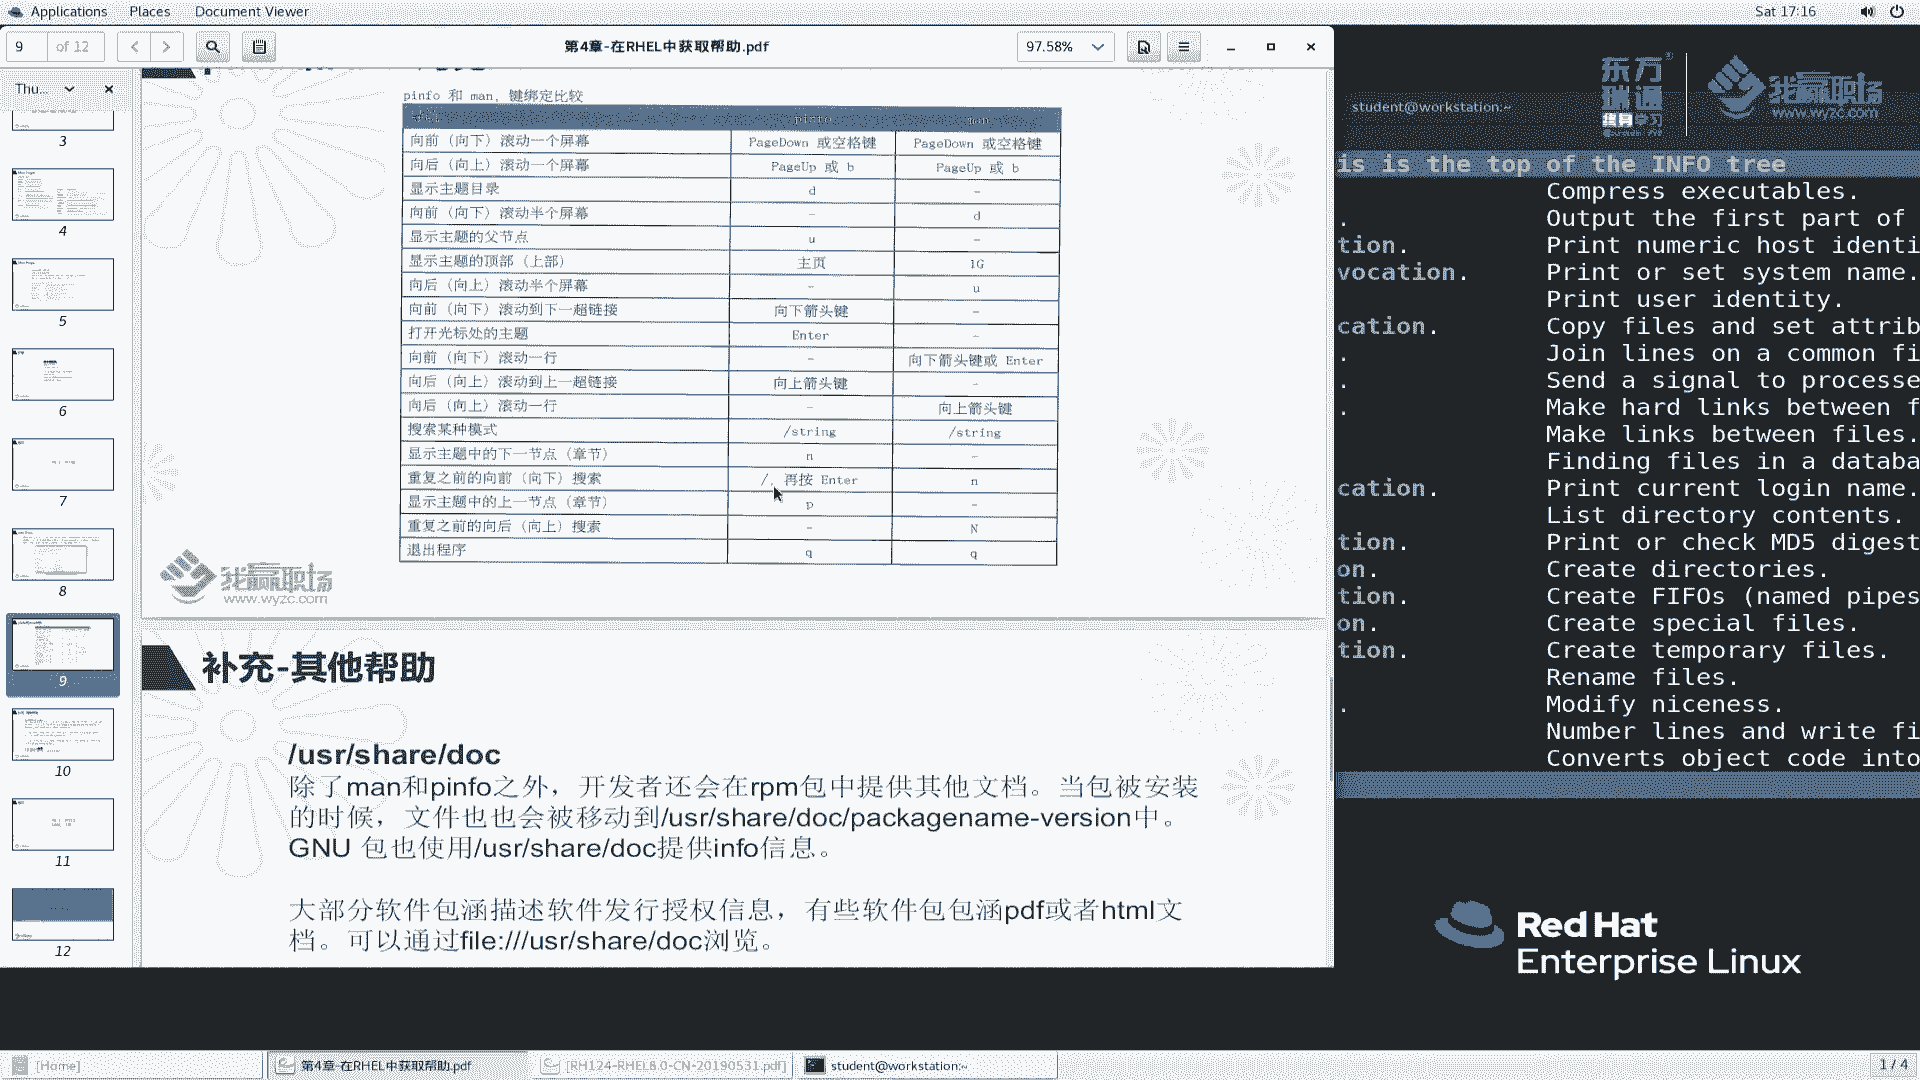 Applications Places Document Viewer Sat 17:16
9 of 12 第4章-在RHEL中获取帮助.pdf 97.58%
Thu...
3
4
5
6
7
8
9
10
11
12
pinfo 和 man, 键绑定比较
pinfo man
向前（向下）滚动一个屏幕 PageDown 或空格键 PageDown 或空格键
向后（向上）滚动一个屏幕 PageUp 或 b PageUp 或 b
显示主题目录 d -
向前（向下）滚动半个屏幕 - d
显示主题的父节点 u -
显示主题的顶部（上部） 主页 1G
向后（向上）滚动半个屏幕 - u
向前（向下）滚动到下一超链接 向下箭头键 -
打开光标处的主题 Enter -
向前（向下）滚动一行 - 向下箭头键或 Enter
向后（向上）滚动到上一超链接 向上箭头键 -
向后（向上）滚动一行 - 向上箭头键
搜索某种模式 /string /string
显示主题中的下一节点（章节） n -
重复之前的向前（向下）搜索 /, 再按 Enter n
显示主题中的上一节点（章节） p -
重复之前的向后（向上）搜索 - N
退出程序 q q
我赢职场
www.wyzc.com
补充-其他帮助
/usr/share/doc
除了man和pinfo之外，开发者还会在rpm包中提供其他文档。当包被安装
的时候，文件也也会被移动到/usr/share/doc/packagename-version中。
GNU 包也使用/usr/share/doc提供info信息。
大部分软件包涵描述软件发行授权信息，有些软件包包涵pdf或者html文
档。可以通过file:///usr/share/doc浏览。
student@workstation:~
东方
瑞通
终身学习
我赢职场
www.wyzc.com
is is the top of the INFO tree
Compress executables.
. Output the first part of
tion. Print numeric host identi
vocation. Print or set system name.
Print user identity.
cation. Copy files and set attrib
. Join lines on a common fi
. Send a signal to processe
. Make hard links between f
Make links between files.
Finding files in a databa
cation. Print current login name.
List directory contents.
tion. Print or check MD5 digest
on. Create directories.
tion. Create FIFOs (named pipes
on. Create special files.
tion. Create temporary files.
Rename files.
. Modify niceness.
Number lines and write fi
Converts object code into
Red Hat
Enterprise Linux
[Home] 第4章-在RHEL中获取帮助.pdf [RH124-RHEL8.0-CN-20190531.pdf] student@workstation:~ 1 / 4